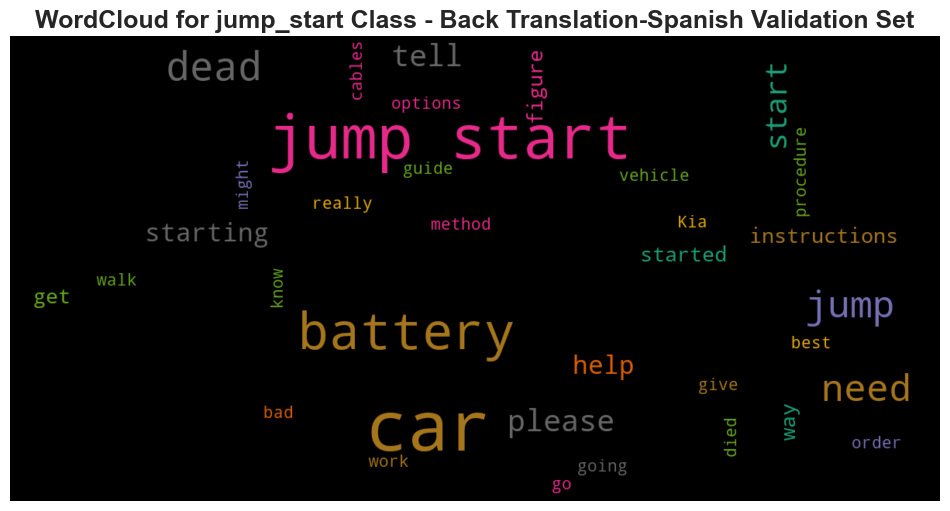 WordCloud for jump_start Class - Back Translation-Spanish Validation Set
dead
cables
tell
figure
start
options
jump start
procedure
might
guide
vehicle
really
method
Kia
starting
started
instructions
get
walk
know
jump
battery
best
help
give
need
bad
car
please
died
way
order
work
going
go